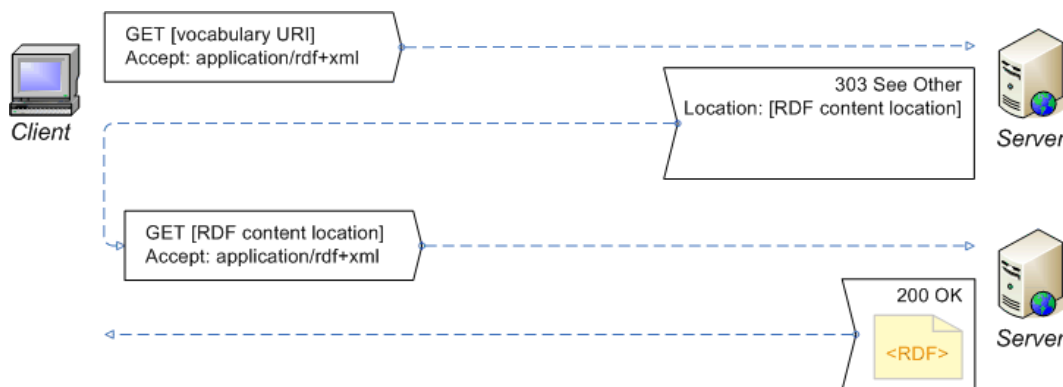 GET [vocabulary URI]
Accept: application/rdf+xml
Client
303 See Other
Location: [RDF content location]
Server
GET [RDF content location]
Accept: application/rdf+xml
200 OK
<RDF>
Server